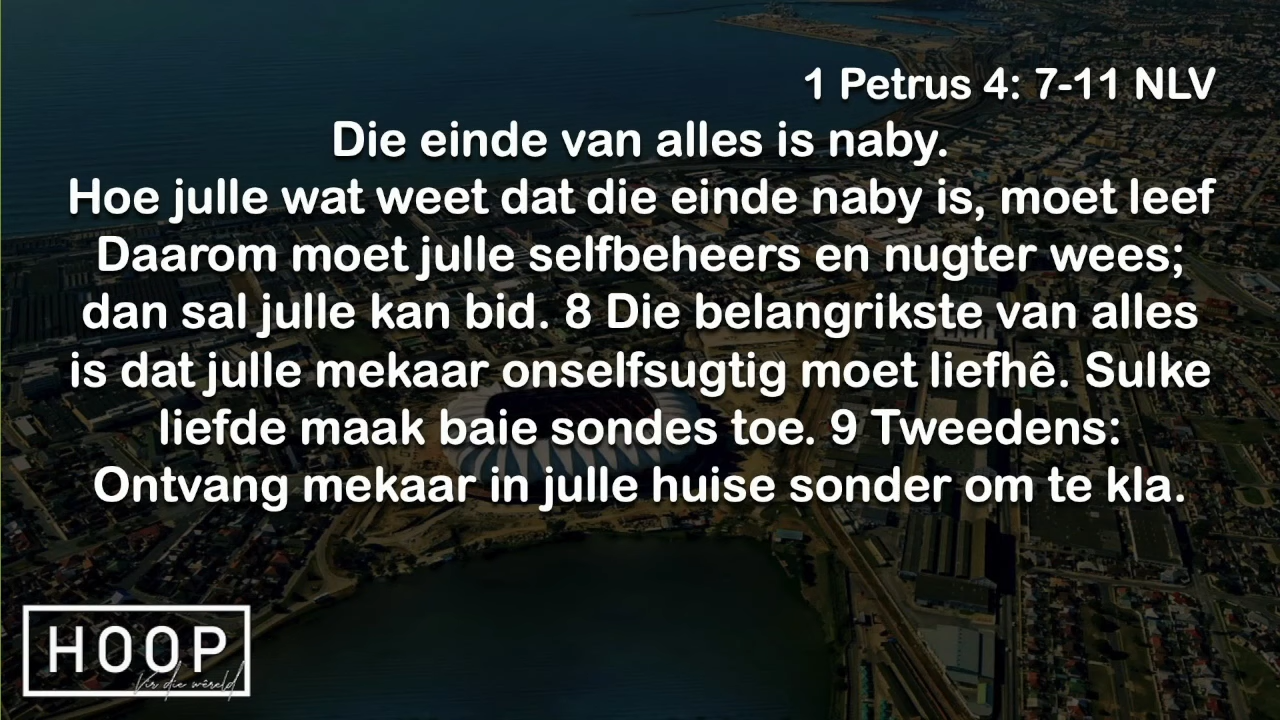 1 Petrus 4: 7-11 NLV
Die einde van alles is naby.
Hoe julle wat weet dat die einde naby is, moet leef
Daarom moet julle selfbeheers en nugter wees;
dan sal julle kan bid. 8 Die belangrikste van alles
is dat julle mekaar onselfsugtig moet liefhê. Sulke
liefde maak baie sondes toe. 9 Tweedens:
Ontvang mekaar in julle huise sonder om te kla.
HOOP
Vir die wêreld